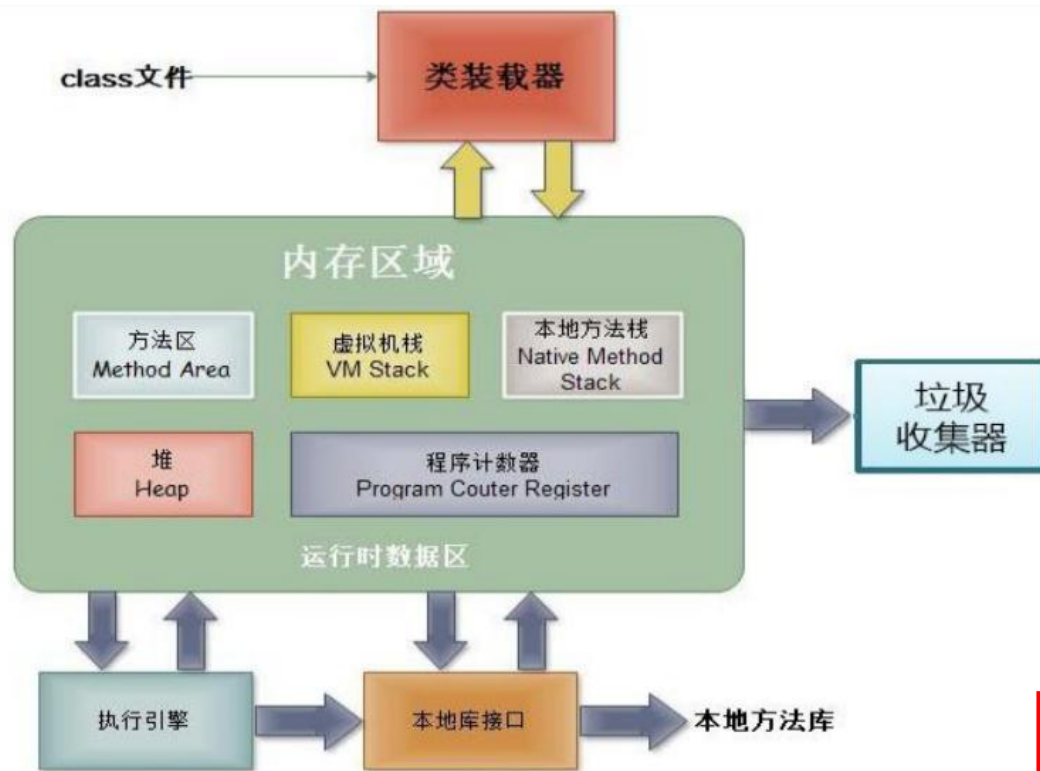 class文件
类装载器
内存区域
方法区
Method Area
虚拟机栈
VM Stack
本地方法栈
Native Method
Stack
堆
Heap
程序计数器
Program Couter Register
运行时数据区
垃圾
收集器
执行引擎
本地库接口
本地方法库